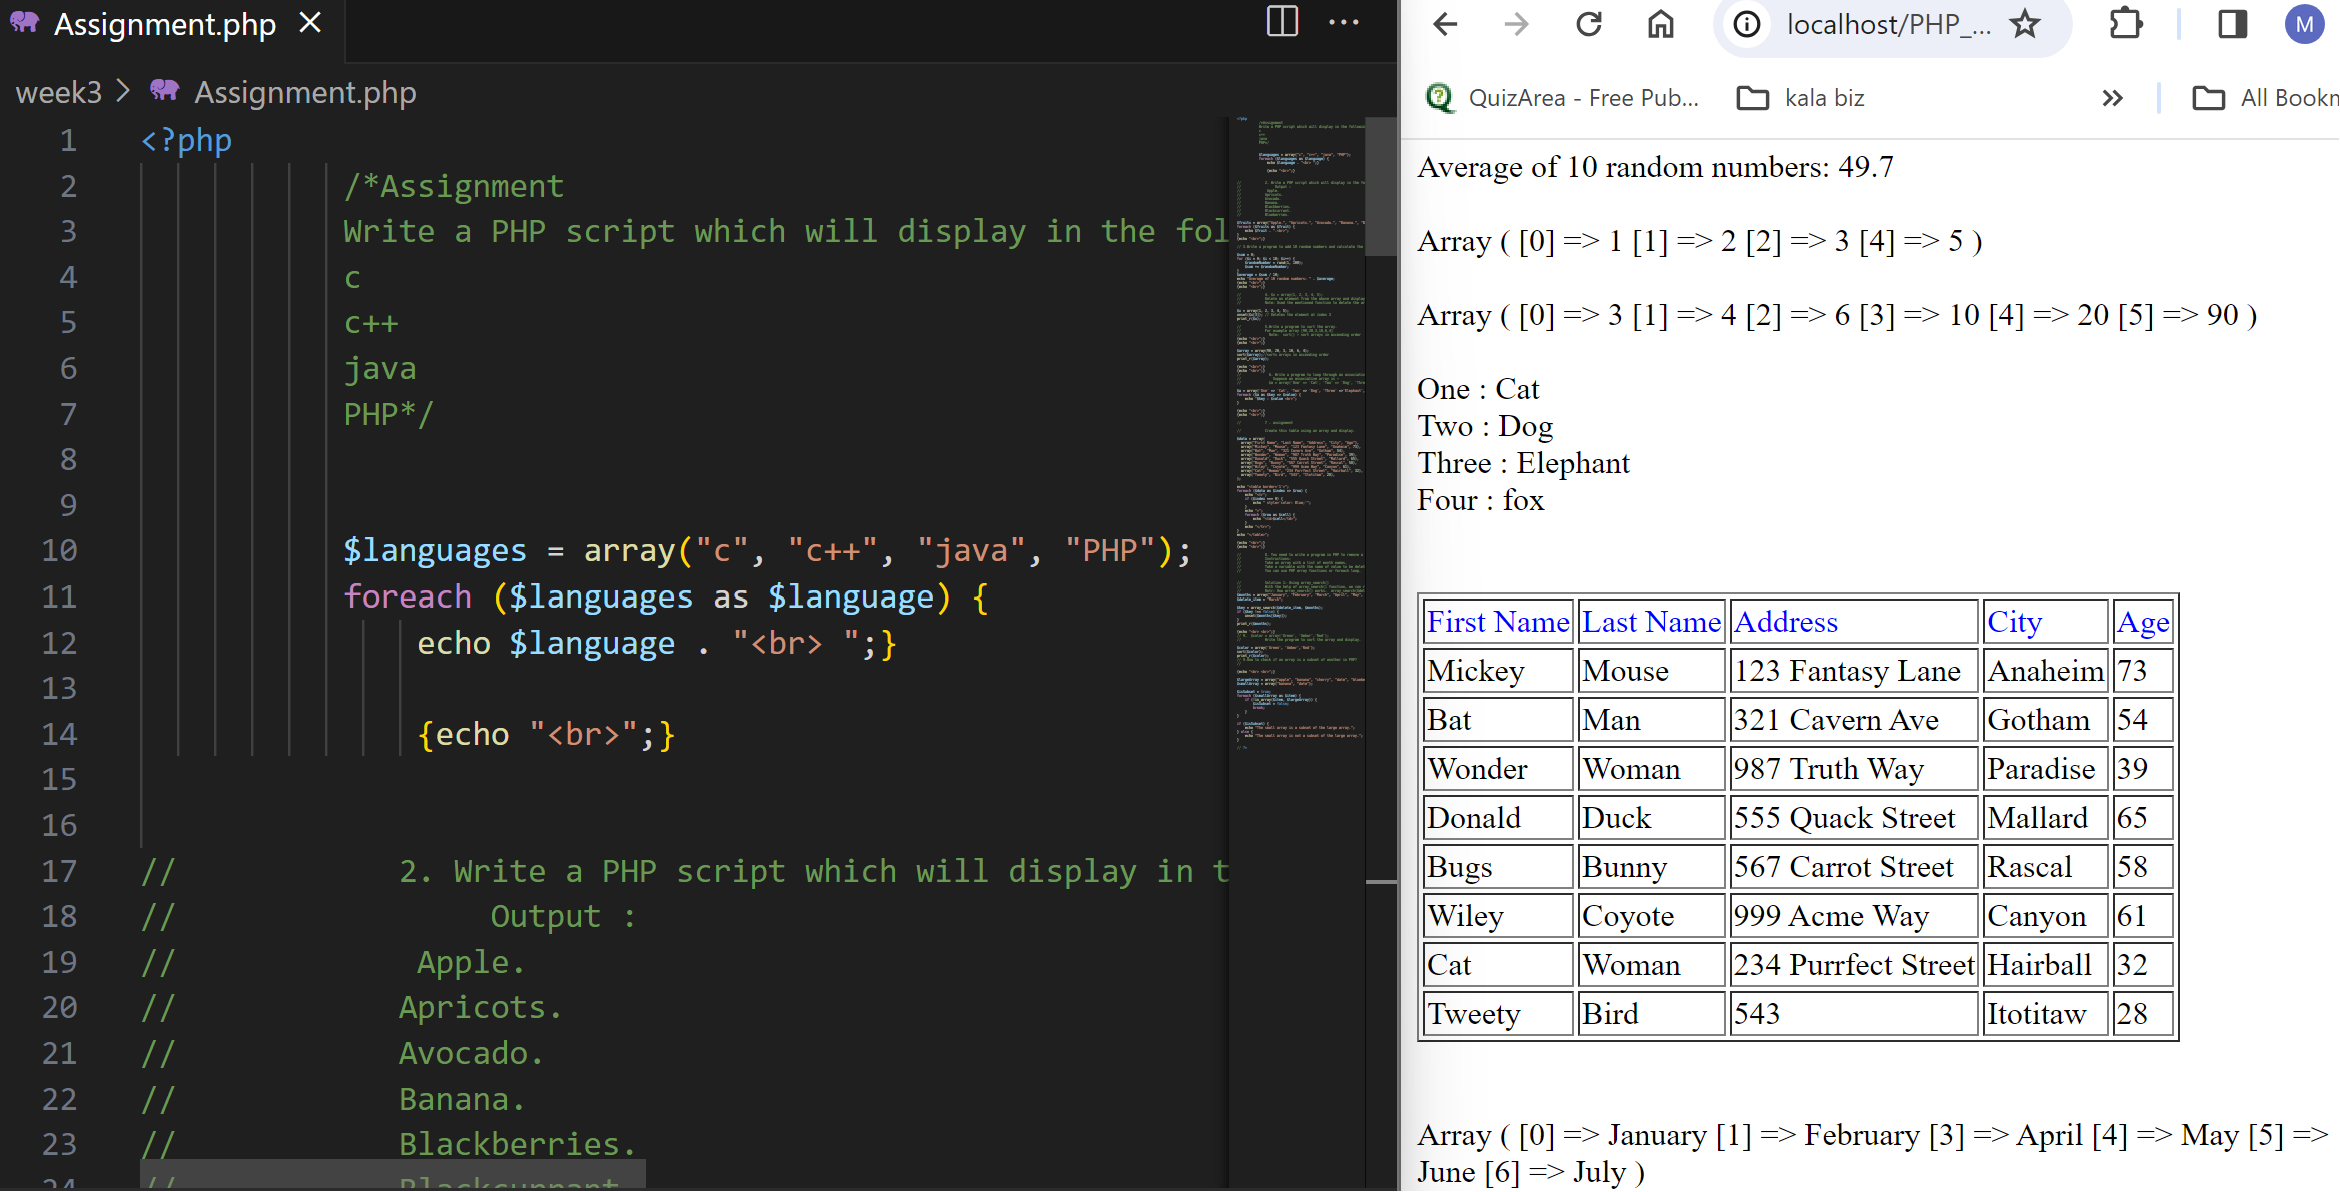 Assignment.php
week3 > Assignment.php
1 <?php
2 /*Assignment
3 Write a PHP script which will display in the fol
4 c
5 c++
6 java
7 PHP*/
8
9
10 $languages = array("c", "c++", "java", "PHP");
11 foreach ($languages as $language) {
12 echo $language . "<br> ";}
13
14 {echo "<br>";}
15
16
17 // 2. Write a PHP script which will display in t
18 // Output :
19 // Apple.
20 // Apricots.
21 // Avocado.
22 // Banana.
23 // Blackberries.
24 // Blackcurrant
localhost/PHP_...
M
QuizArea - Free Pub...
kala biz
All Bookm
Average of 10 random numbers: 49.7
Array ( [0] => 1 [1] => 2 [2] => 3 [4] => 5 )
Array ( [0] => 3 [1] => 4 [2] => 6 [3] => 10 [4] => 20 [5] => 90 )
One : Cat
Two : Dog
Three : Elephant
Four : fox
First Name Last Name Address City Age
Mickey Mouse 123 Fantasy Lane Anaheim 73
Bat Man 321 Cavern Ave Gotham 54
Wonder Woman 987 Truth Way Paradise 39
Donald Duck 555 Quack Street Mallard 65
Bugs Bunny 567 Carrot Street Rascal 58
Wiley Coyote 999 Acme Way Canyon 61
Cat Woman 234 Purrfect Street Hairball 32
Tweety Bird 543 Itotitaw 28
Array ( [0] => January [1] => February [3] => April [4] => May [5] =>
June [6] => July )